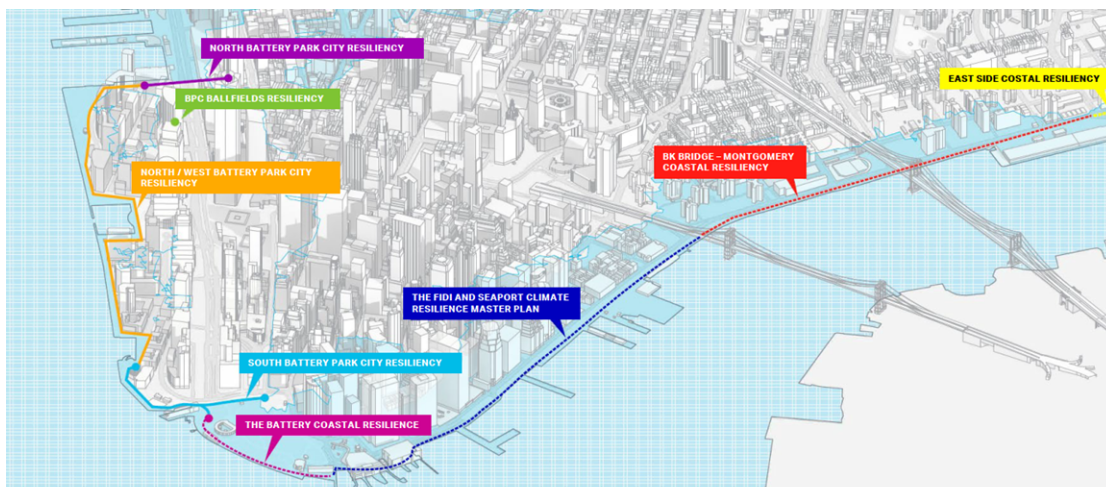 NORTH BATTERY PARK CITY RESILIENCY
EAST SIDE COSTAL RESILIENCY
BPC BALLFIELDS RESILIENCY
BK BRIDGE – MONTGOMERY
COASTAL RESILIENCY
NORTH / WEST BATTERY PARK CITY
RESILIENCY
THE FIDI AND SEAPORT CLIMATE
RESILIENCE MASTER PLAN
SOUTH BATTERY PARK CITY RESILIENCY
THE BATTERY COASTAL RESILIENCE